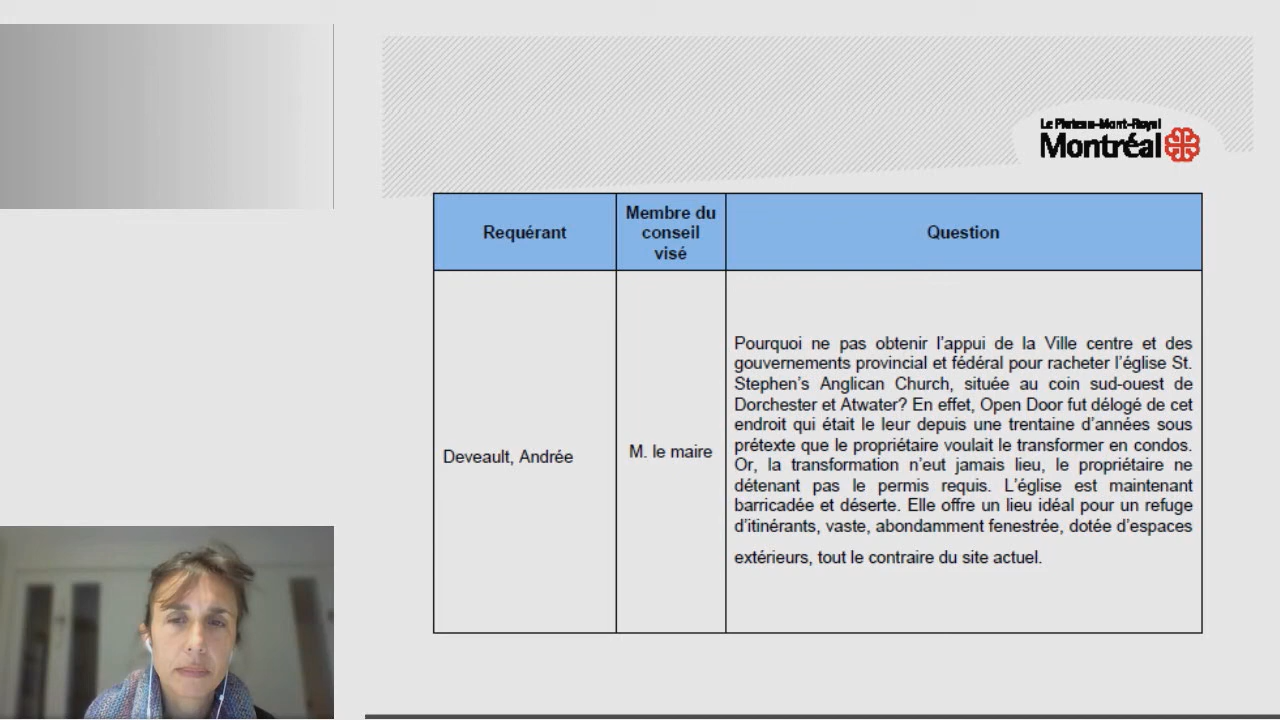 Le Plateau-Mont-Royal
Montréal
Requérant
Membre du
conseil
visé
Question
Deveault, Andrée
M. le maire
Pourquoi ne pas obtenir l’appui de la Ville centre et des
gouvernements provincial et fédéral pour racheter l’église St.
Stephen’s Anglican Church, située au coin sud-ouest de
Dorchester et Atwater? En effet, Open Door fut délogé de cet
endroit qui était le leur depuis une trentaine d’années sous
prétexte que le propriétaire voulait le transformer en condos.
Or, la transformation n’eut jamais lieu, le propriétaire ne
détenant pas le permis requis. L’église est maintenant
barricadée et déserte. Elle offre un lieu idéal pour un refuge
d’itinérants, vaste, abondamment fenestrée, dotée d’espaces
extérieurs, tout le contraire du site actuel.